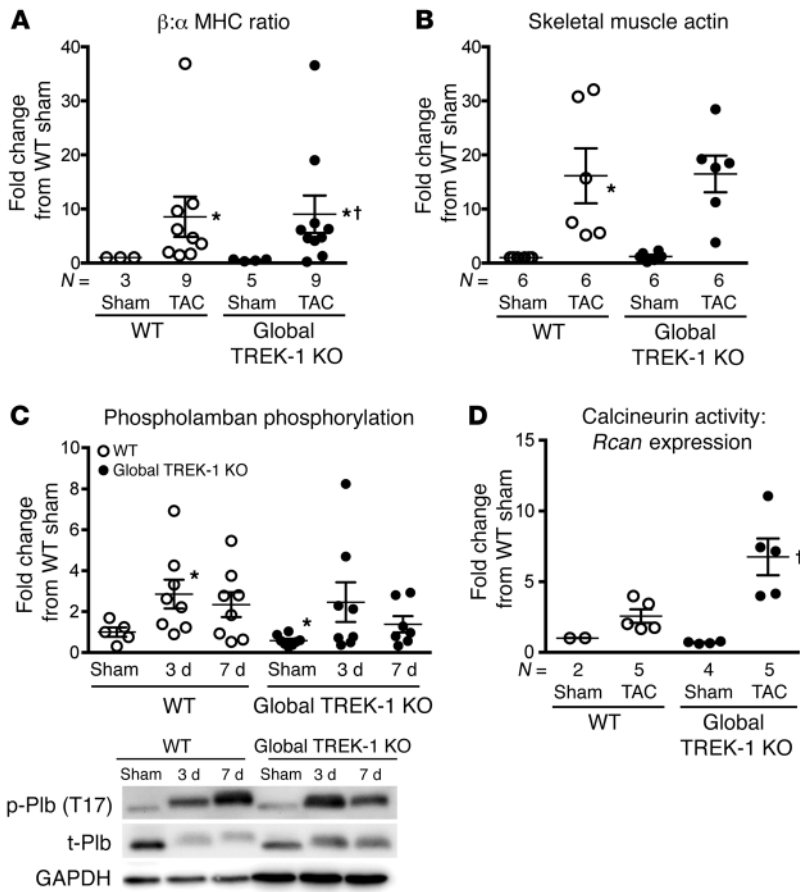 A
β:α MHC ratio
Fold change
from WT sham
40
30
20
10
0
*
*†
N = 3 9 5 9
Sham TAC Sham TAC
WT Global
TREK-1 KO
B
Skeletal muscle actin
Fold change
from WT sham
40
30
20
10
0
*
6 6 6 6
Sham TAC Sham TAC
WT Global
TREK-1 KO
C
Phospholamban phosphorylation
Fold change
from WT sham
10
8
6
4
2
0
WT
Global TREK-1 KO
*
*
Sham 3 d 7 d Sham 3 d 7 d
WT Global TREK-1 KO
WT Global TREK-1 KO
Sham 3 d 7 d Sham 3 d 7 d
p-Plb (T17)
t-Plb
GAPDH
D
Calcineurin activity:
Rcan expression
Fold change
from WT sham
15
10
5
0
†
N = 2 5 4 5
Sham TAC Sham TAC
WT Global
TREK-1 KO